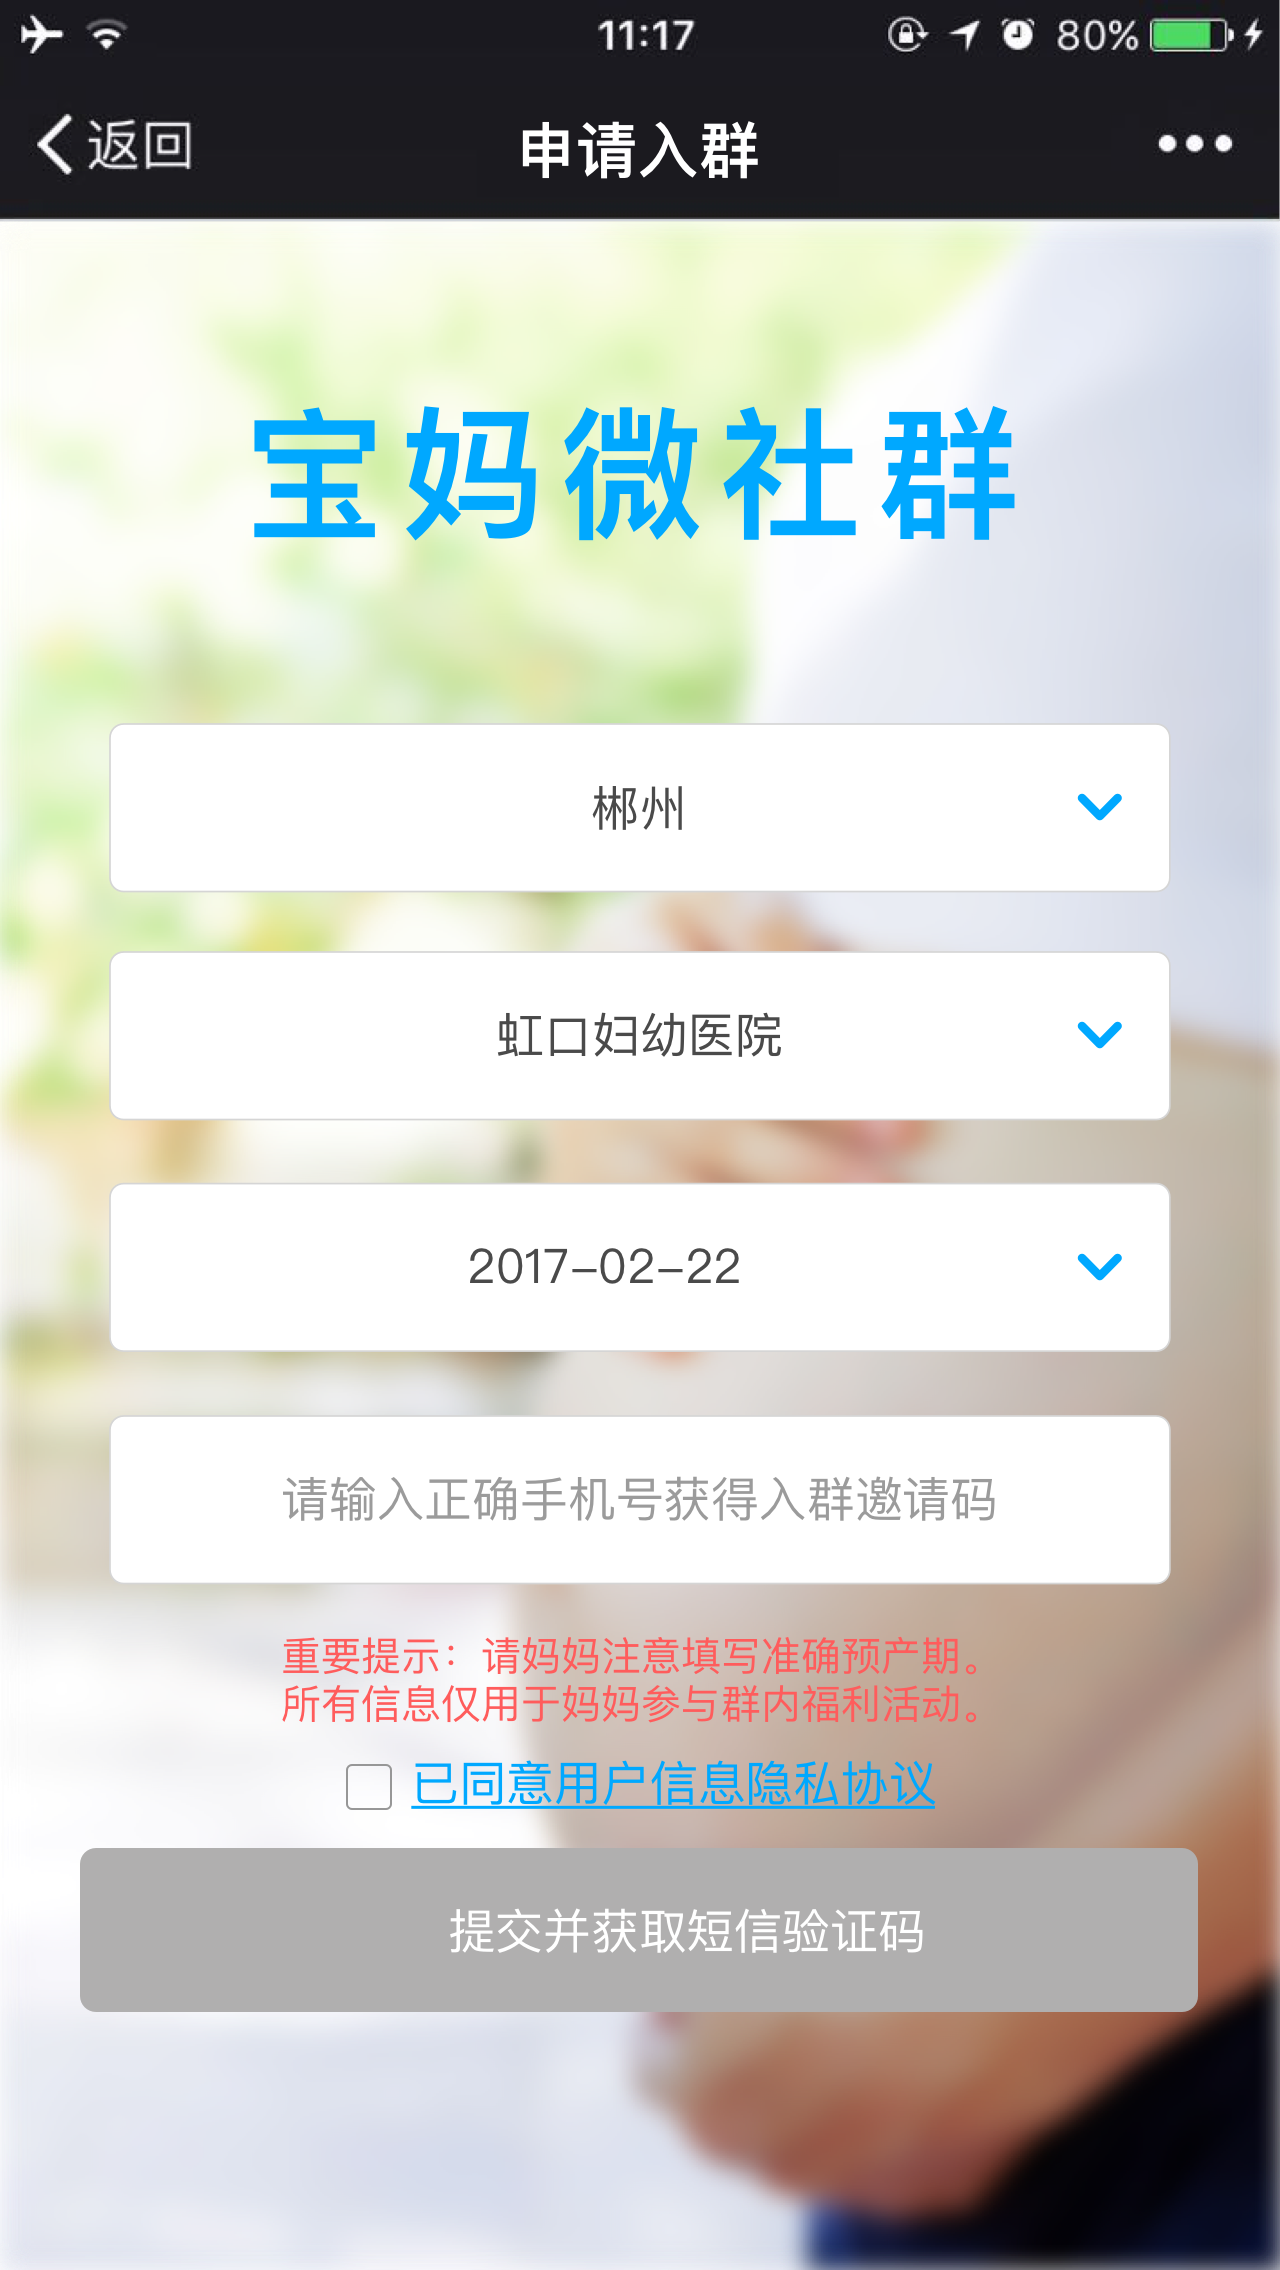 11:17
80%
返回
申请入群
宝妈微社群
郴州
虹口妇幼医院
2017-02-22
请输入正确手机号获得入群邀请码
重要提示：请妈妈注意填写准确预产期。
所有信息仅用于妈妈参与群内福利活动。
已同意用户信息隐私协议
提交并获取短信验证码